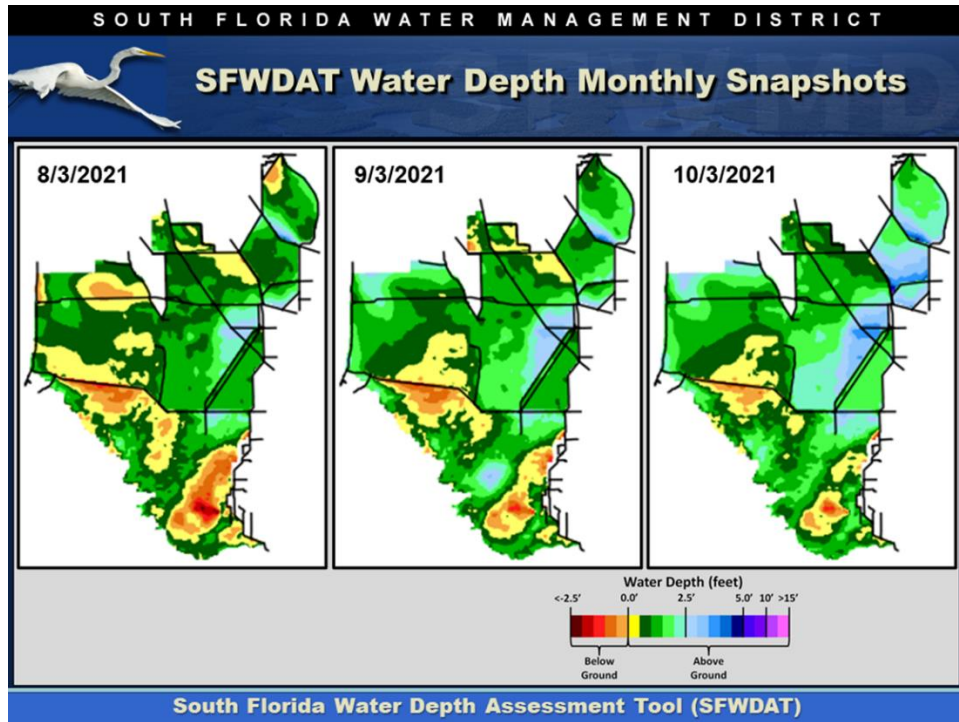 SOUTH FLORIDA WATER MANAGEMENT DISTRICT
SFWDAT Water Depth Monthly Snapshots
8/3/2021
9/3/2021
10/3/2021
Water Depth (feet)
<-2.5' 0.0' 2.5' 5.0' 10' >15'
Below Ground
Above Ground
South Florida Water Depth Assessment Tool (SFWDAT)